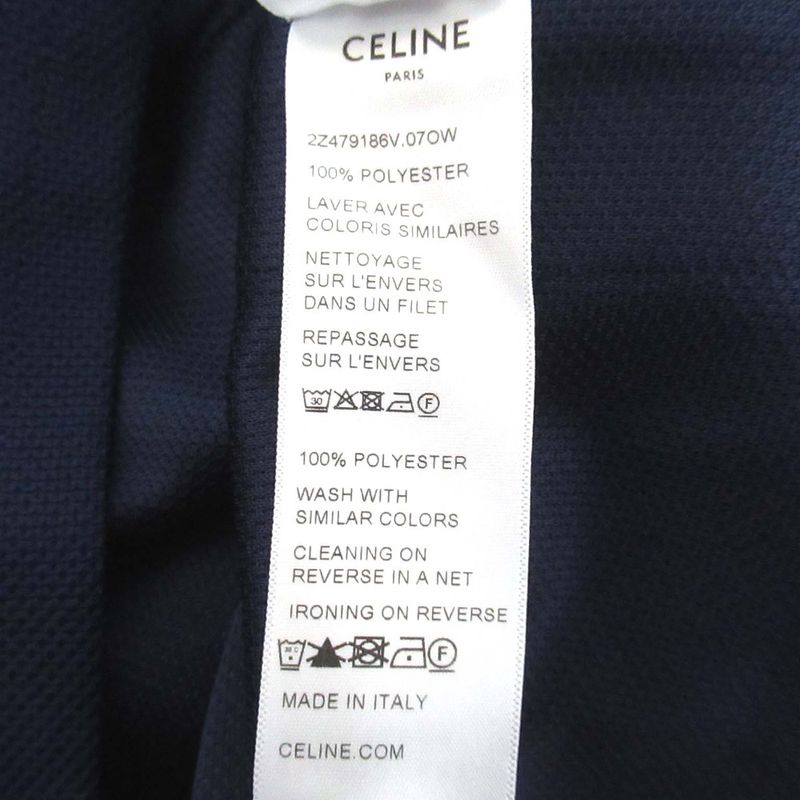 CELINE
PARIS
2Z479186V.07OW
100% POLYESTER
LAVER AVEC
COLORIS SIMILAIRES
NETTOYAGE
SUR L'ENVERS
DANS UN FILET
REPASSAGE
SUR L'ENVERS
30 F
100% POLYESTER
WASH WITH
SIMILAR COLORS
CLEANING ON
REVERSE IN A NET
IRONING ON REVERSE
30°C F
MADE IN ITALY
CELINE.COM